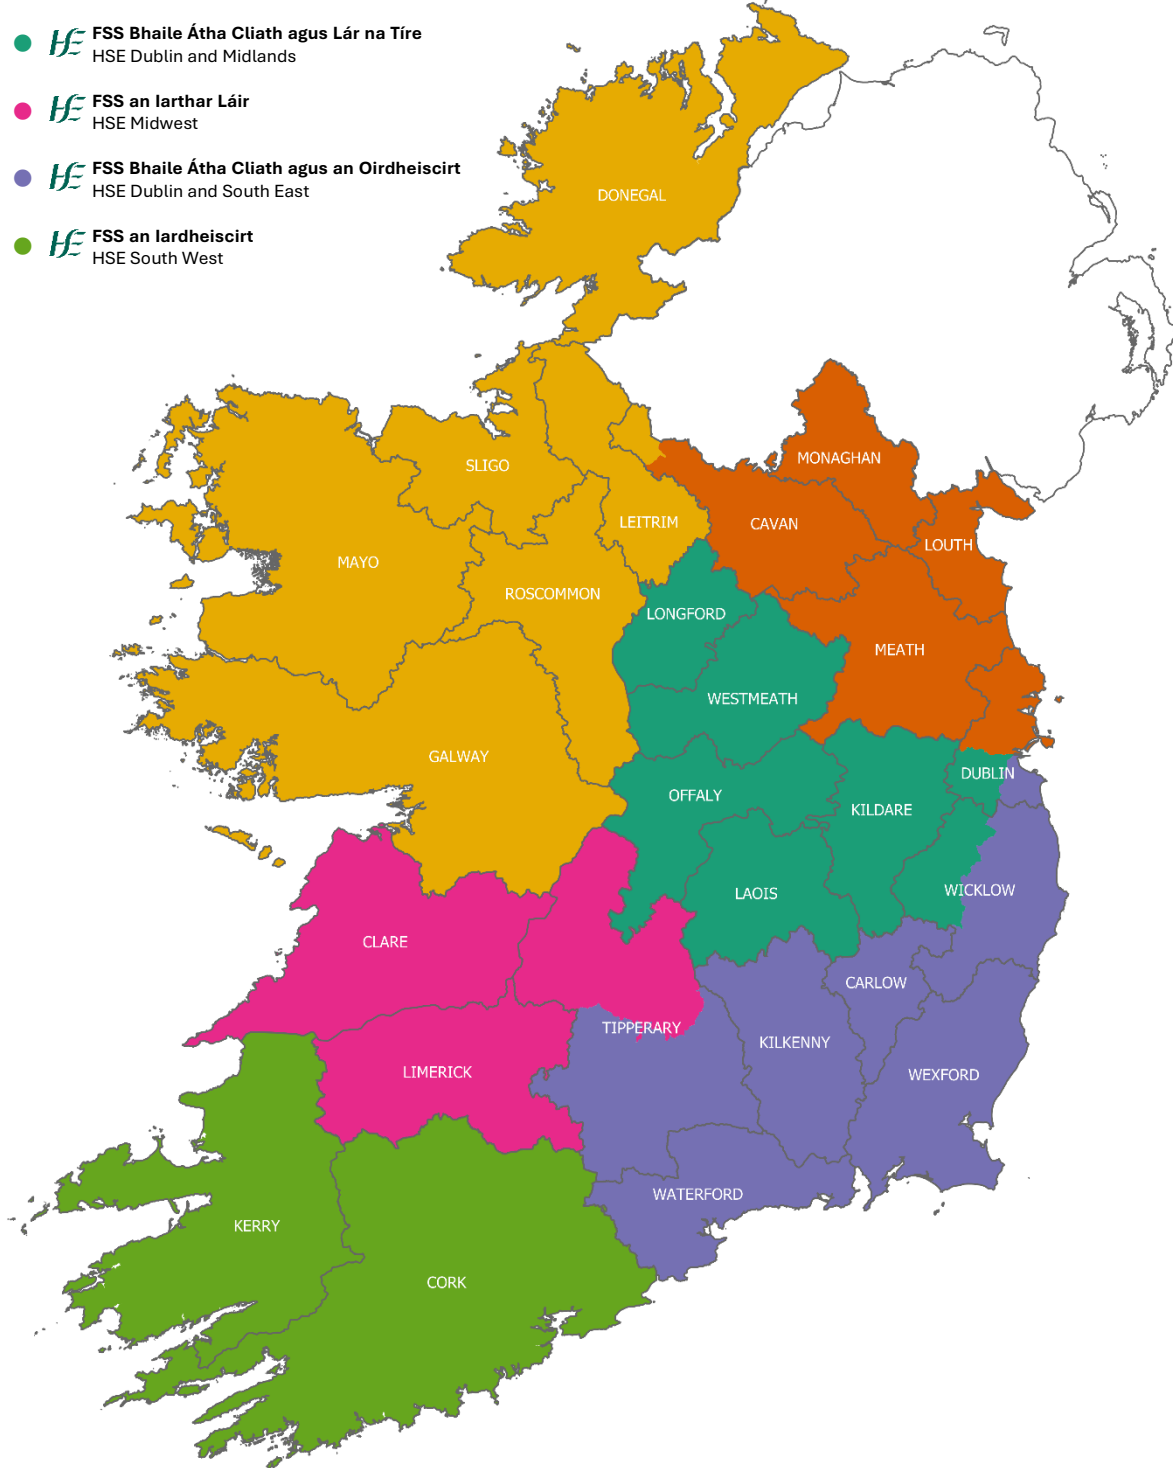 FSS Bhaile Átha Cliath agus Lár na Tíre
HSE Dublin and Midlands
FSS an Iarthar Láir
HSE Midwest
FSS Bhaile Átha Cliath agus an Oirdheiscirt
HSE Dublin and South East
FSS an Iardheiscirt
HSE South West
DONEGAL
MONAGHAN
SLIGO
LEITRIM
CAVAN
LOUTH
MAYO
ROSCOMMON
LONGFORD
MEATH
WESTMEATH
GALWAY
DUBLIN
OFFALY
KILDARE
LAOIS
WICKLOW
CLARE
CARLOW
TIPPERARY
KILKENNY
LIMERICK
WEXFORD
WATERFORD
KERRY
CORK